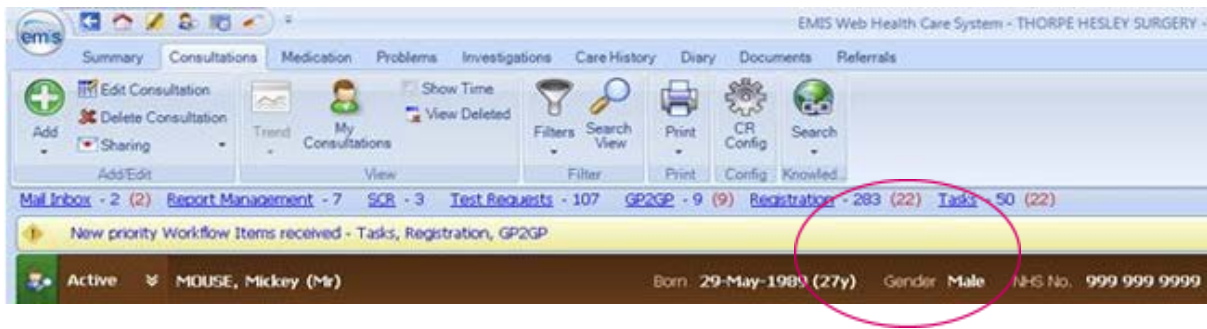 emis
EMIS Web Health Care System - THORPE HESLEY SURGERY -
Summary Consultations Medication Problems Investigations Care History Diary Documents Referrals
Add
Edit Consultation
Delete Consultation
Sharing
Add/Edit
Trend
My Consultations
Show Time
View Deleted
View
Filters
Search View
Filter
Print
Print
CR Config
Config
Search
Knowled...
Mail Inbox - 2 (2) Report Management - 7 SCR - 3 Test Requests - 107 GP2GP - 9 (9) Registration - 283 (22) Tasks - 50 (22)
New priority Workflow Items received - Tasks, Registration, GP2GP
Active MOUSE, Mickey (Mr) Born 29-May-1989 (27y) Gender Male NHS No. 999 999 9999